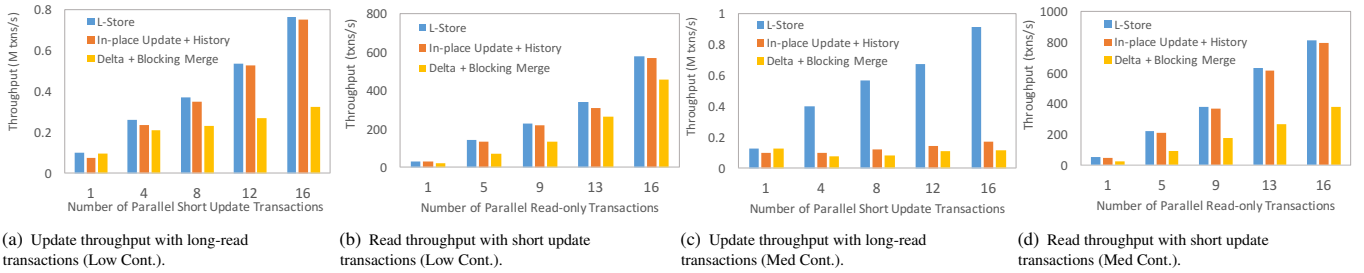 Throughput (M txns/s)
0.8
0.6
0.4
0.2
0
L-Store
In-place Update + History
Delta + Blocking Merge
1 4 8 12 16
Number of Parallel Short Update Transactions
(a) Update throughput with long-read
transactions (Low Cont.).
Throughput (txns/s)
800
600
400
200
0
L-Store
In-place Update + History
Delta + Blocking Merge
1 5 9 13 16
Number of Parallel Read-only Transactions
(b) Read throughput with short update
transactions (Low Cont.).
Throughput (M txns/s)
1
0.8
0.6
0.4
0.2
0
L-Store
In-place Update + History
Delta + Blocking Merge
1 4 8 12 16
Number of Parallel Short Update Transactions
(c) Update throughput with long-read
transactions (Med Cont.).
Throughput (txns/s)
1000
800
600
400
200
0
L-Store
In-place Update + History
Delta + Blocking Merge
1 5 9 13 16
Number of Parallel Read-only Transactions
(d) Read throughput with short update
transactions (Med Cont.).